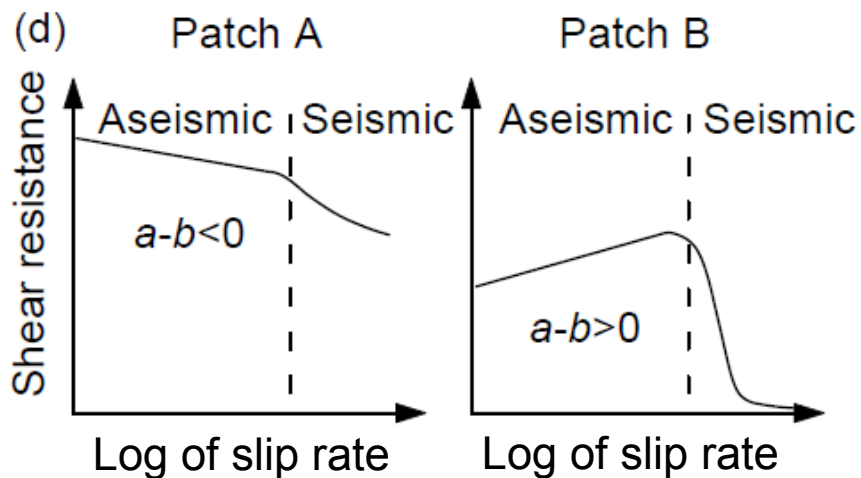 (d) Patch A Patch B
Shear resistance
Aseismic Seismic
Aseismic Seismic
a-b<0
a-b>0
Log of slip rate
Log of slip rate